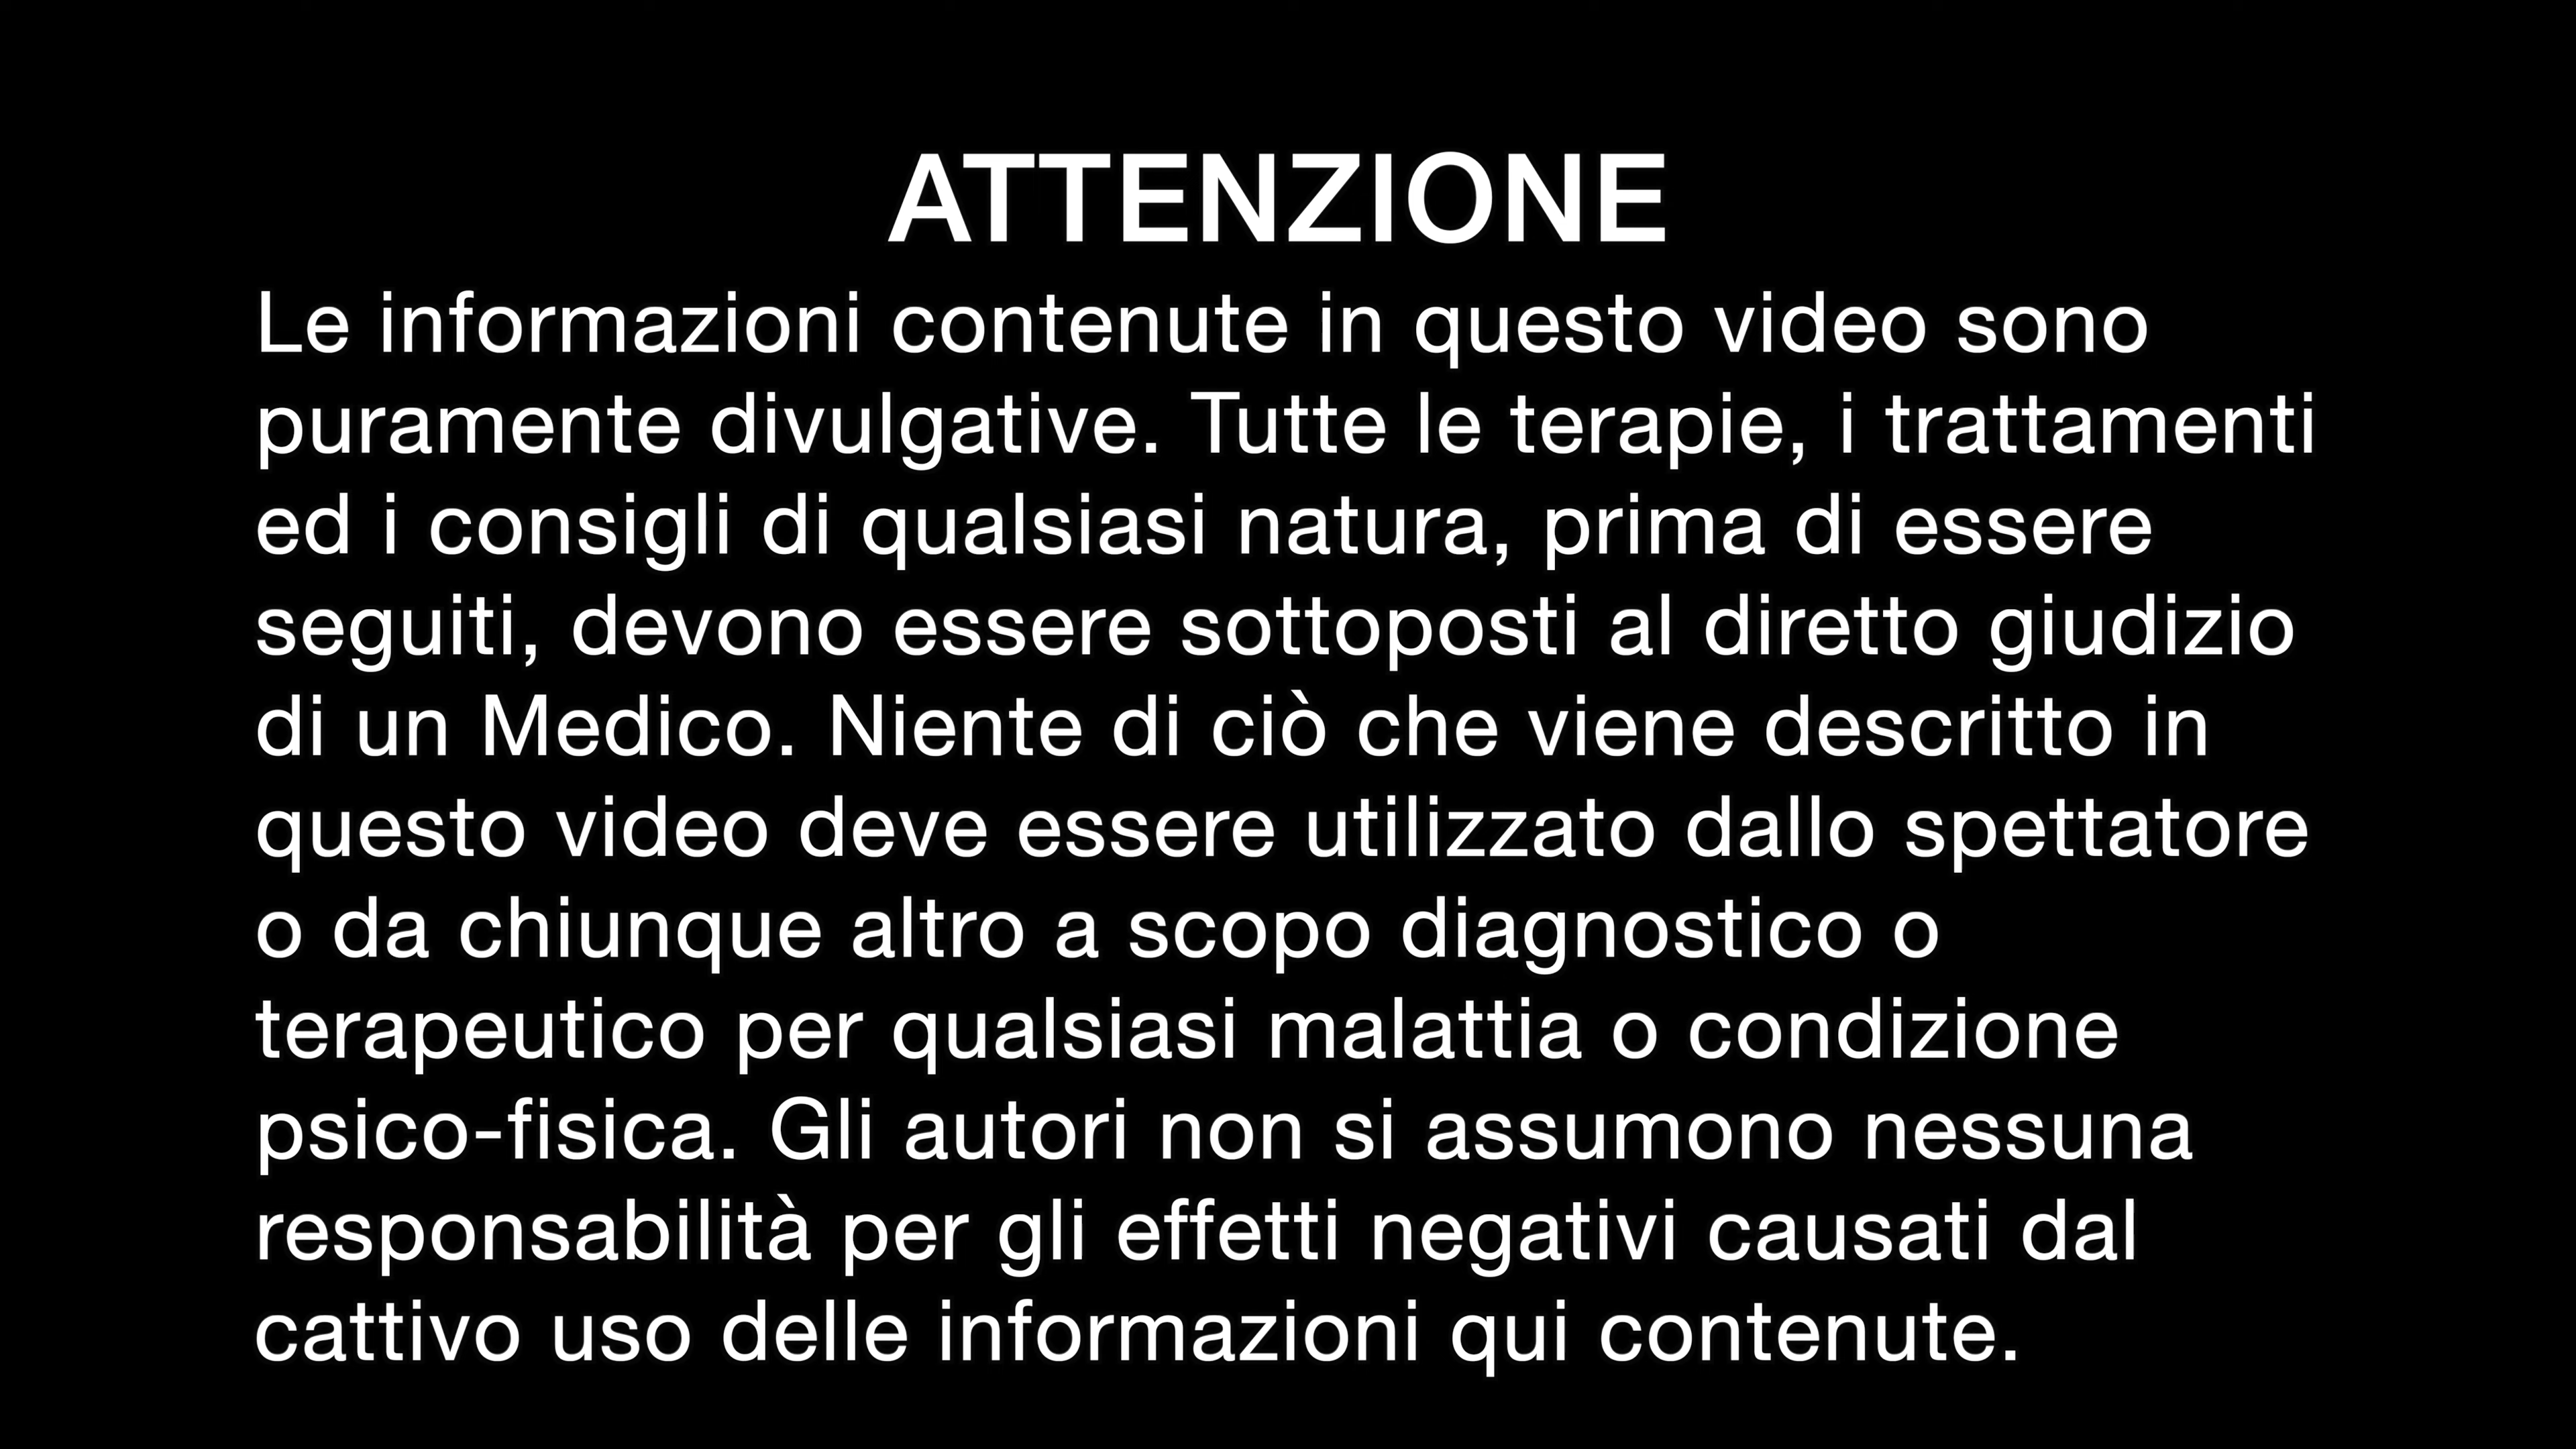 ATTENZIONE
Le informazioni contenute in questo video sono
puramente divulgative. Tutte le terapie, i trattamenti
ed i consigli di qualsiasi natura, prima di essere
seguiti, devono essere sottoposti al diretto giudizio
di un Medico. Niente di ciò che viene descritto in
questo video deve essere utilizzato dallo spettatore
o da chiunque altro a scopo diagnostico o
terapeutico per qualsiasi malattia o condizione
psico-fisica. Gli autori non si assumono nessuna
responsabilità per gli effetti negativi causati dal
cattivo uso delle informazioni qui contenute.